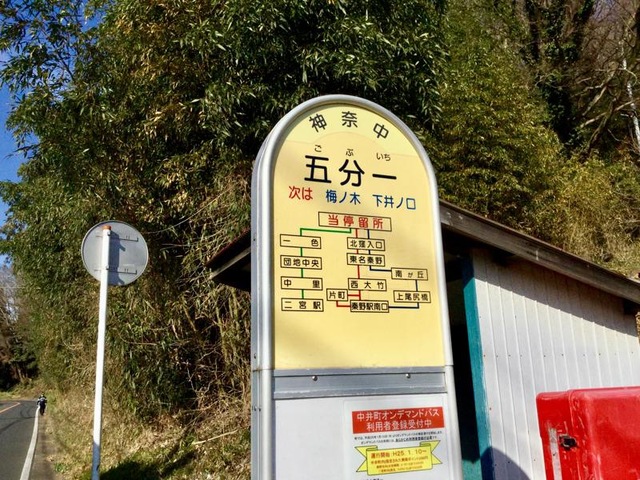 神奈中
ごぶいち
五分一
次は 梅ノ木 下井ノ口
当停留所
一色 北窪入口
団地中央 東名秦野 南が丘
中里 西大竹
二宮駅 片町 秦野駅南口 上尾尻橋
中井町オンデマンドバス
利用者登録受付中
運行開始 H25.1.10～